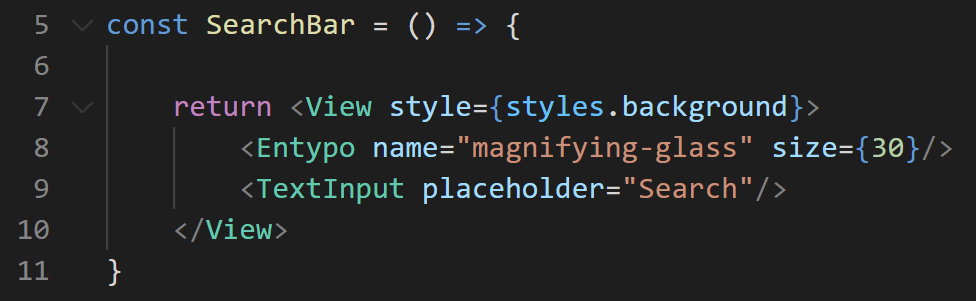 5 const SearchBar = () => {
6
7 return <View style={styles.background}>
8 <Entypo name="magnifying-glass" size={30}/>
9 <TextInput placeholder="Search"/>
10 </View>
11 }